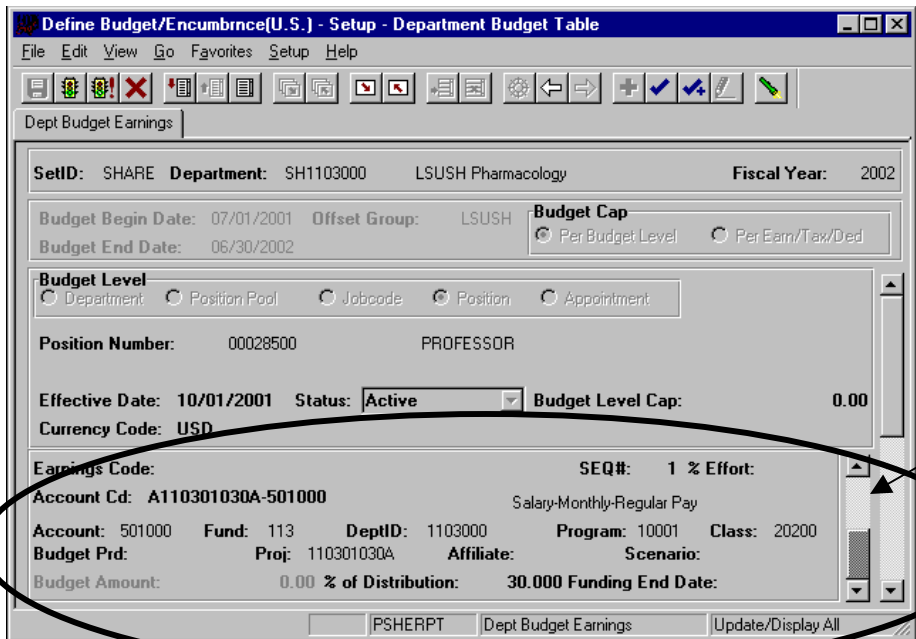 Define Budget/Encumbrnce(U.S.) - Setup - Department Budget Table
File Edit View Go Favorites Setup Help
Dept Budget Earnings
SetID: SHARE Department: SH1103000 LSUSH Pharmacology Fiscal Year: 2002
Budget Begin Date: 07/01/2001 Offset Group: LSUSH Budget Cap
Budget End Date: 06/30/2002 Per Budget Level Per Earn/Tax/Ded
Budget Level
Department Position Pool Jobcode Position Appointment
Position Number: 00028500 PROFESSOR
Effective Date: 10/01/2001 Status: Active Budget Level Cap: 0.00
Currency Code: USD
Earnings Code: SEQ#: 1 % Effort:
Account Cd: A110301030A-501000 Salary-Monthly-Regular Pay
Account: 501000 Fund: 113 DeptID: 1103000 Program: 10001 Class: 20200
Budget Prd: Proj: 110301030A Affiliate: Scenario:
Budget Amount: 0.00 % of Distribution: 30.000 Funding End Date:
PSHERPT Dept Budget Earnings Update/Display All